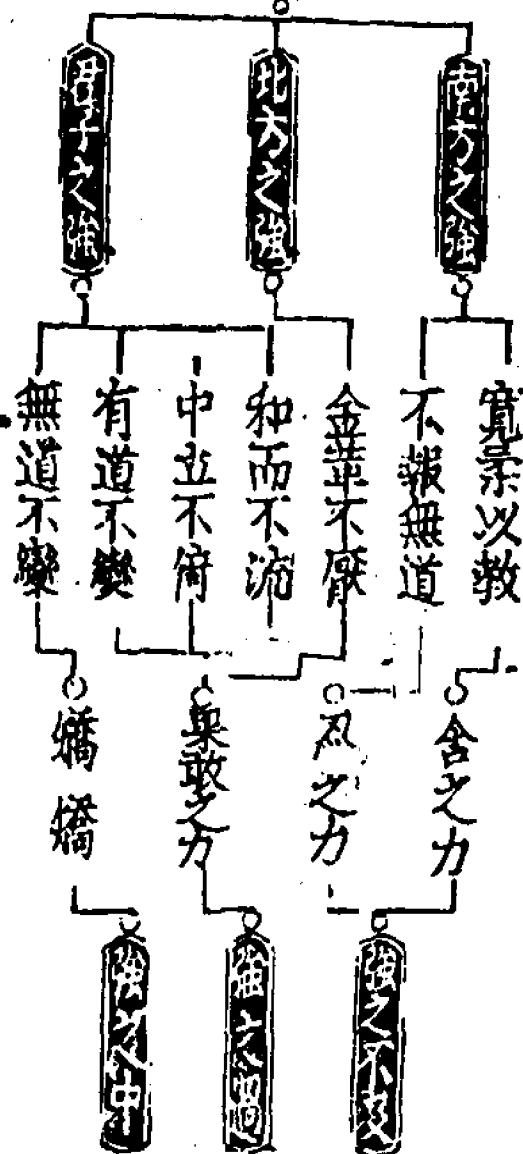 南方之強
北方之強
君子之強
寬柔以教
不報無道
金革不厭
和而不流
中立不倚
有道不變
無道不變
含之力
忍之力
果敢之力
矯矯
強之不及
強之過
強之中